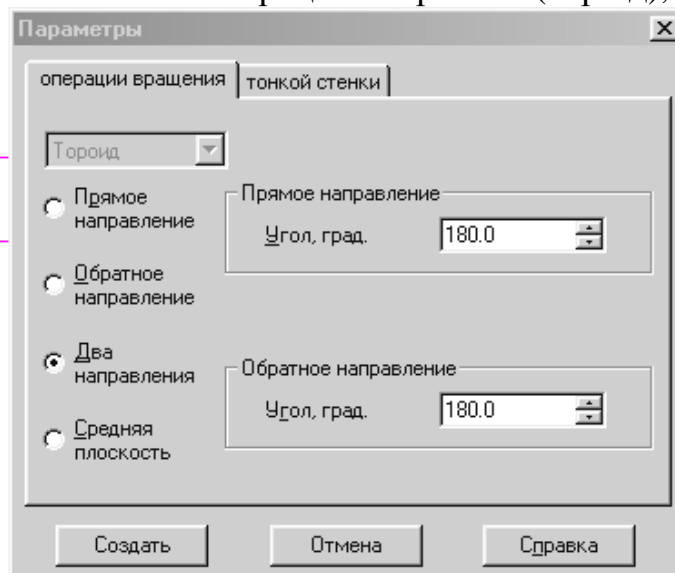 Параметры
операции вращения тонкой стенки
Тороид
Прямое
направление
Прямое направление
Угол, град. 180.0
Обратное
направление
Два
направления
Обратное направление
Угол, град. 180.0
Средняя
плоскость
Создать Отмена Справка